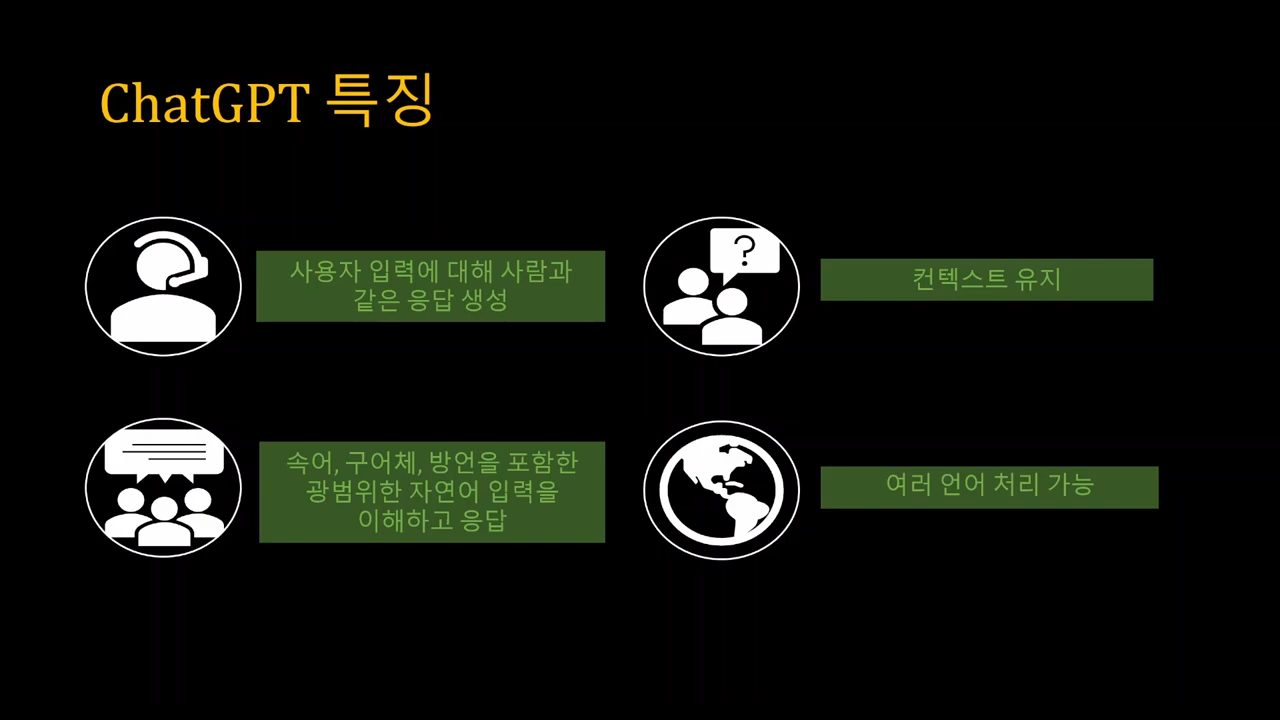 ChatGPT 특징
사용자 입력에 대해 사람과
같은 응답 생성
?
컨텍스트 유지
속어, 구어체, 방언을 포함한
광범위한 자연어 입력을
이해하고 응답
여러 언어 처리 가능